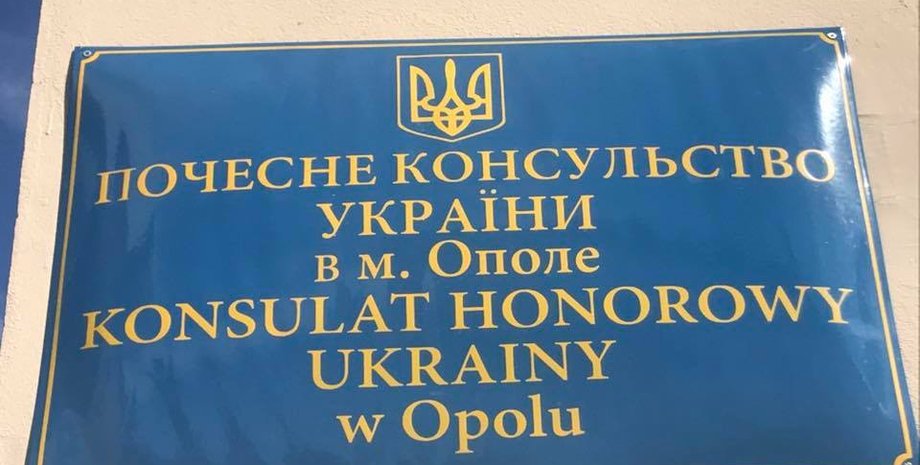 ПОЧЕСНЕ КОНСУЛЬСТВО
УКРАЇНИ
в м. Ополе
KONSULAT HONOROWY
UKRAINY
w Opolu